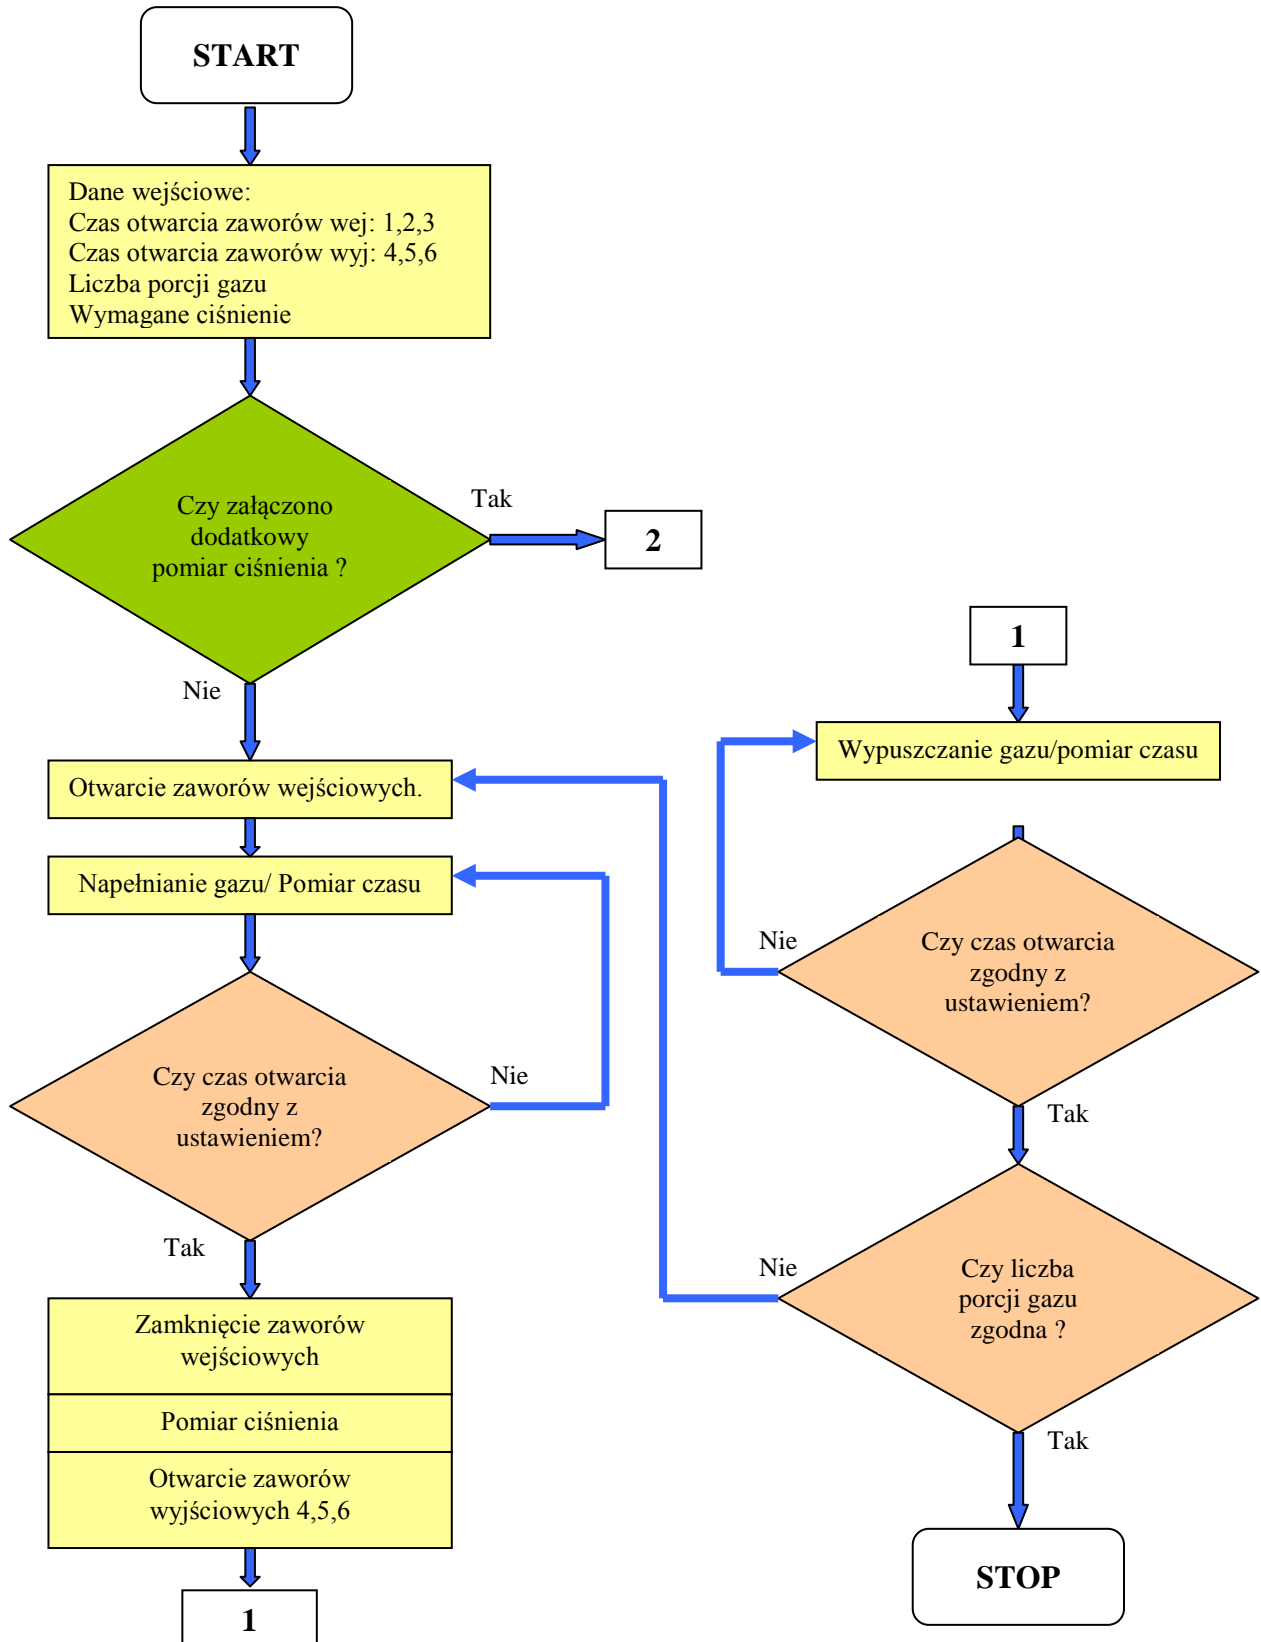 START
Dane wejściowe:
Czas otwarcia zaworów wej: 1,2,3
Czas otwarcia zaworów wyj: 4,5,6
Liczba porcji gazu
Wymagane ciśnienie
Czy załączono
dodatkowy
pomiar ciśnienia ?
Tak
2
Nie
Otwarcie zaworów wejściowych.
Napełnianie gazu/ Pomiar czasu
Czy czas otwarcia
zgodny z
ustawieniem?
Nie
Tak
Zamknięcie zaworów
wejściowych
Pomiar ciśnienia
Otwarcie zaworów
wyjściowych 4,5,6
1
1
Wypuszczanie gazu/pomiar czasu
Nie
Czy czas otwarcia
zgodny z
ustawieniem?
Tak
Nie
Czy liczba
porcji gazu
zgodna ?
Tak
STOP